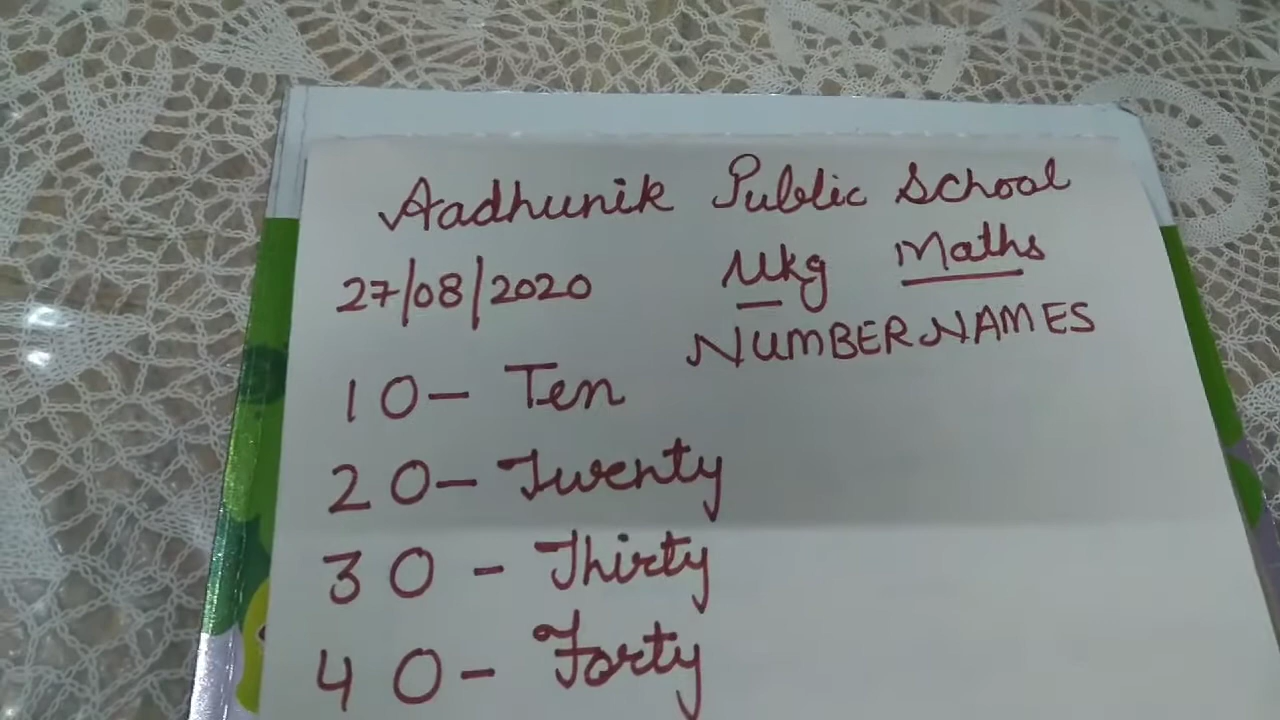 Aadhunik Public School
27/08/2020 Ukg Maths
NUMBER NAMES
10- Ten
20- Twenty
30 - Thirty
40- Forty